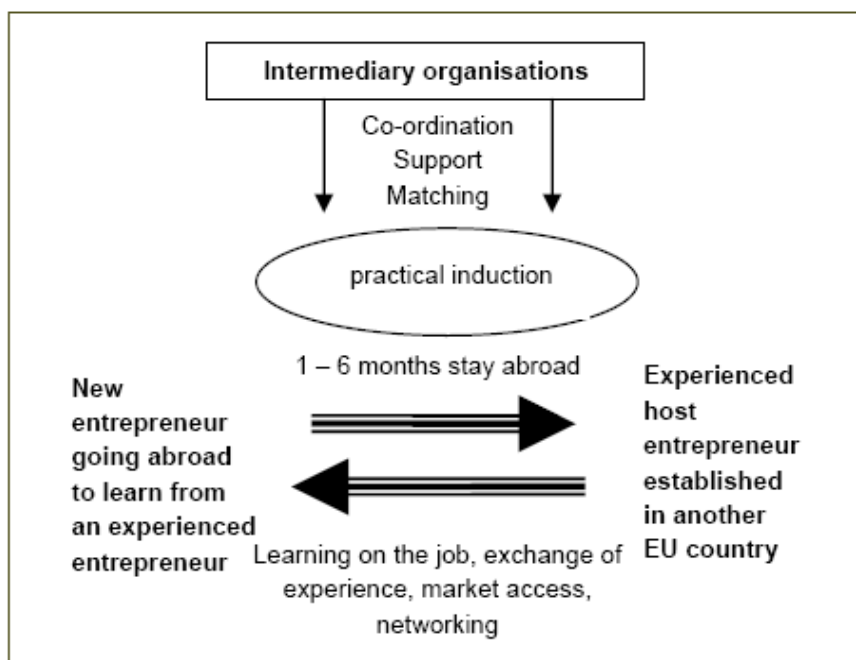 Intermediary organisations
Co-ordination
Support
Matching
practical induction
1 – 6 months stay abroad
New
entrepreneur
going abroad
to learn from
an experienced
entrepreneur
Experienced
host
entrepreneur
established
in another
EU country
Learning on the job, exchange of
experience, market access,
networking